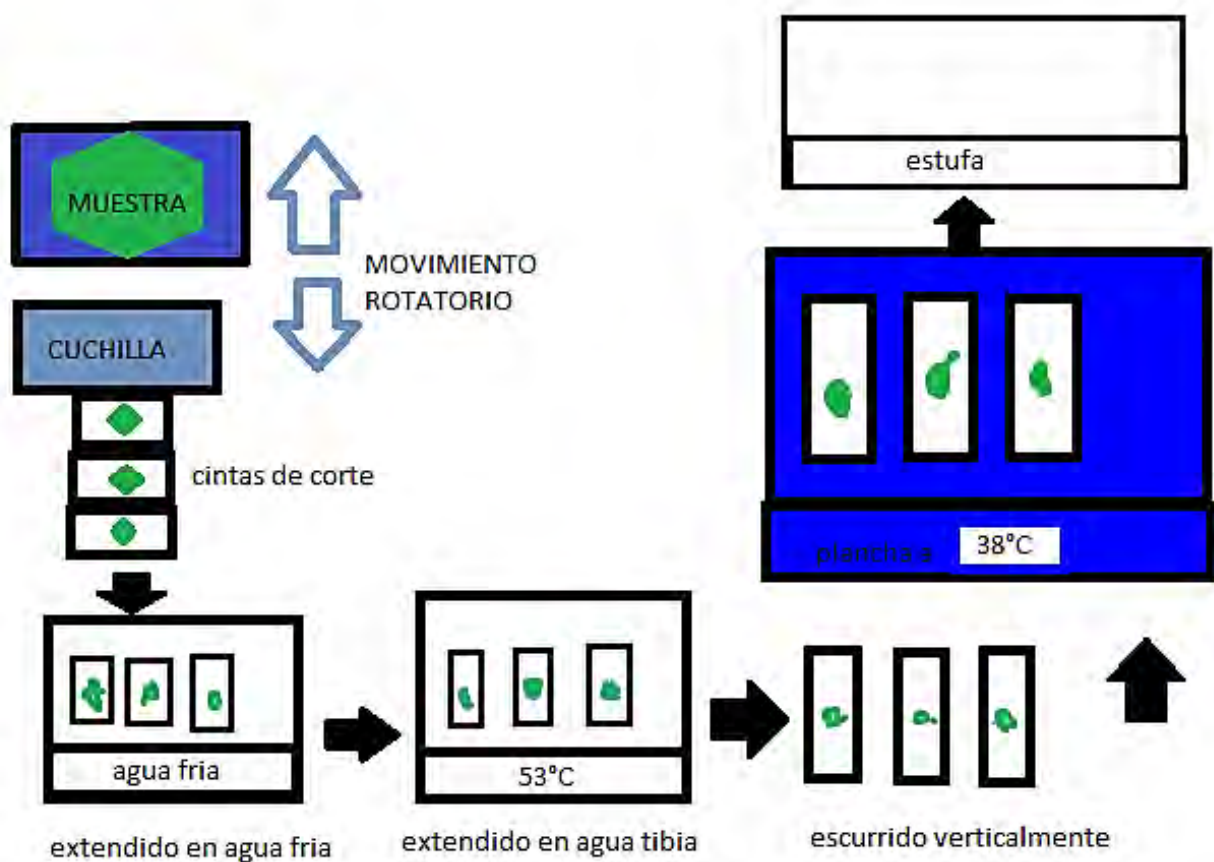 MUESTRA
MOVIMIENTO
ROTATORIO
CUCHILLA
cintas de corte
agua fria
extendido en agua fria
53°C
extendido en agua tibia
escurrido verticalmente
plancha a 38°C
estufa